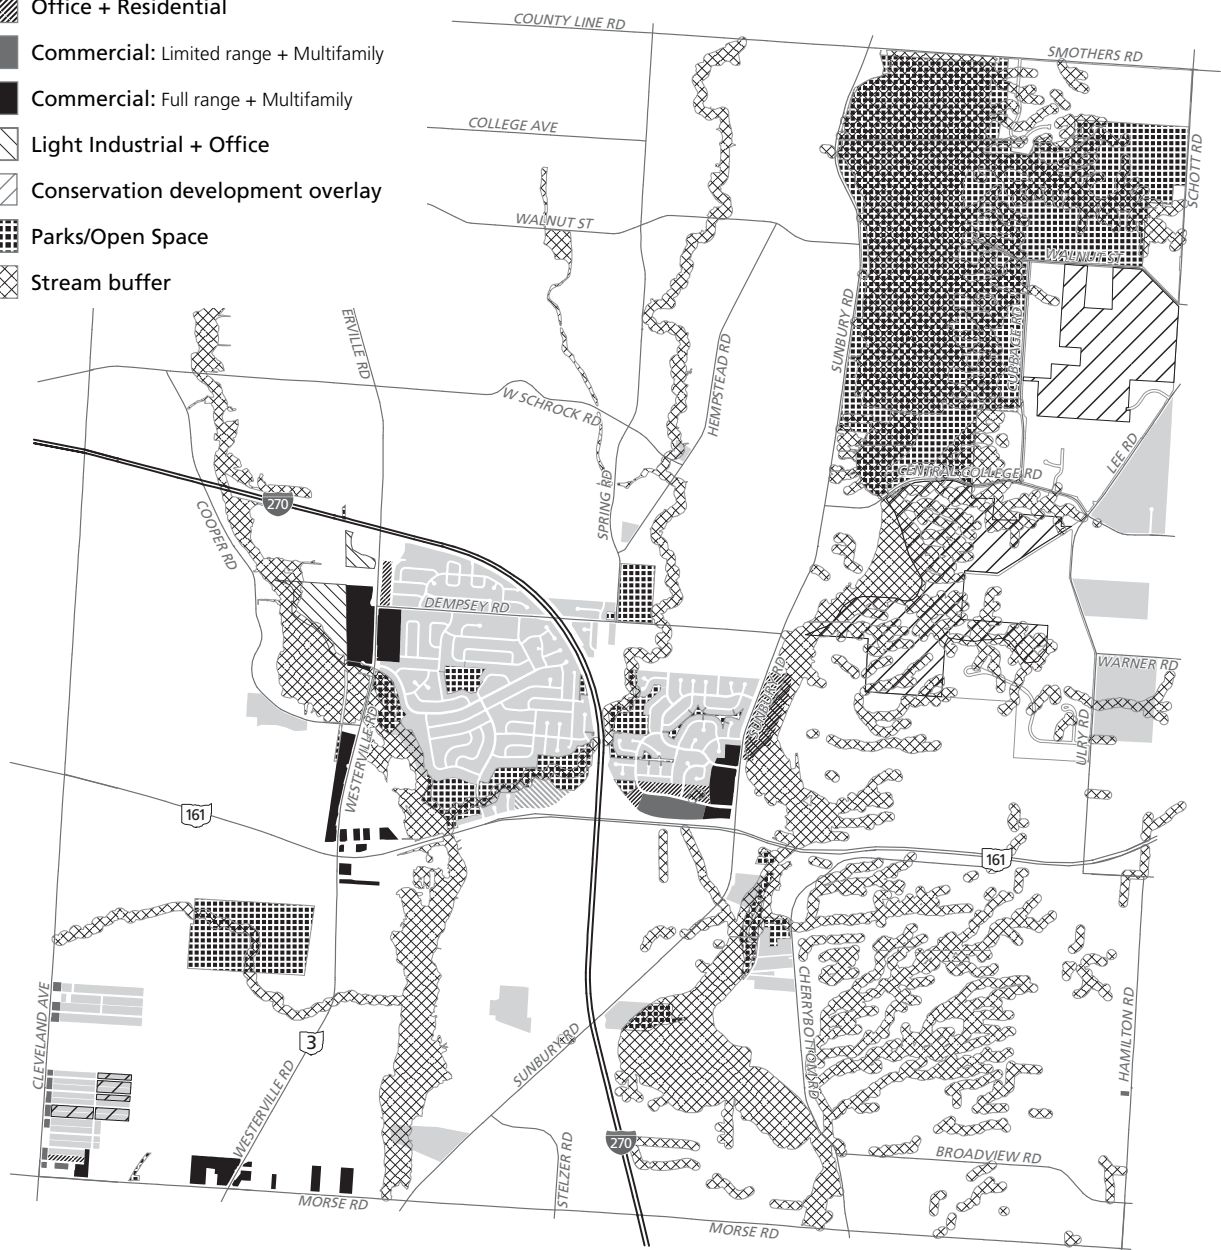 Office + Residential
Commercial: Limited range + Multifamily
Commercial: Full range + Multifamily
Light Industrial + Office
Conservation development overlay
Parks/Open Space
Stream buffer
COUNTY LINE RD
SMOTHERS RD
COLLEGE AVE
SCHOTT RD
WALNUT ST
WALNUT ST
SUNBURY RD
CUBBAGE RD
ERVILLE RD
HEMPSTEAD RD
W SCHROCK RD
LEE RD
CENTRAL COLLEGE RD
270
SPRING RD
COOPER RD
DEMPSEY RD
WARNER RD
SUNBURY RD
ULRY RD
WESTERVILLE RD
161
161
CLEVELAND AVE
CHERRYBOTTOM RD
HAMILTON RD
3
SUNBURY RD
WESTERVILLE RD
270
STELZER RD
BROADVIEW RD
MORSE RD
MORSE RD